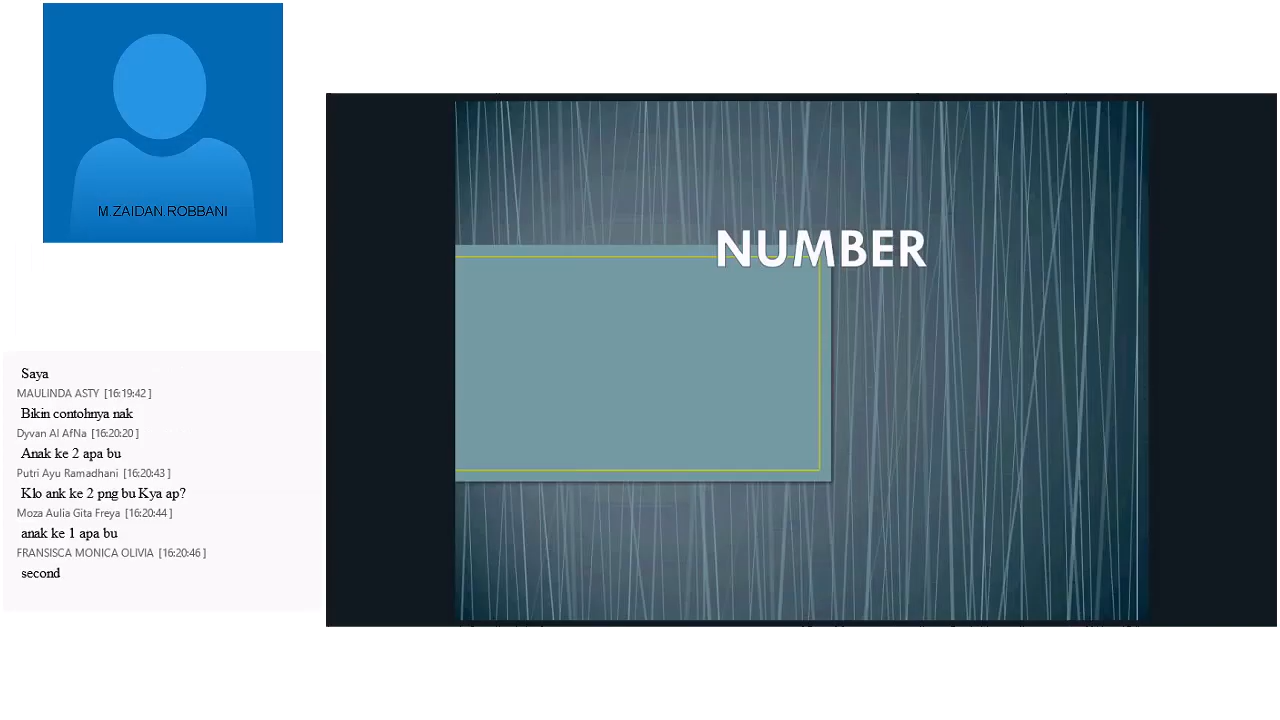 M.ZAIDAN.ROBBANI
Saya
MAULINDA ASTY [16:19:42 ]
Bikin contohnya nak
Dyvan Al AfNa [16:20:20 ]
Anak ke 2 apa bu
Putri Ayu Ramadhani [16:20:43 ]
Klo ank ke 2 png bu Kya ap?
Moza Aulia Gita Freya [16:20:44 ]
anak ke 1 apa bu
FRANSISCA MONICA OLIVIA [16:20:46 ]
second
NUMBER